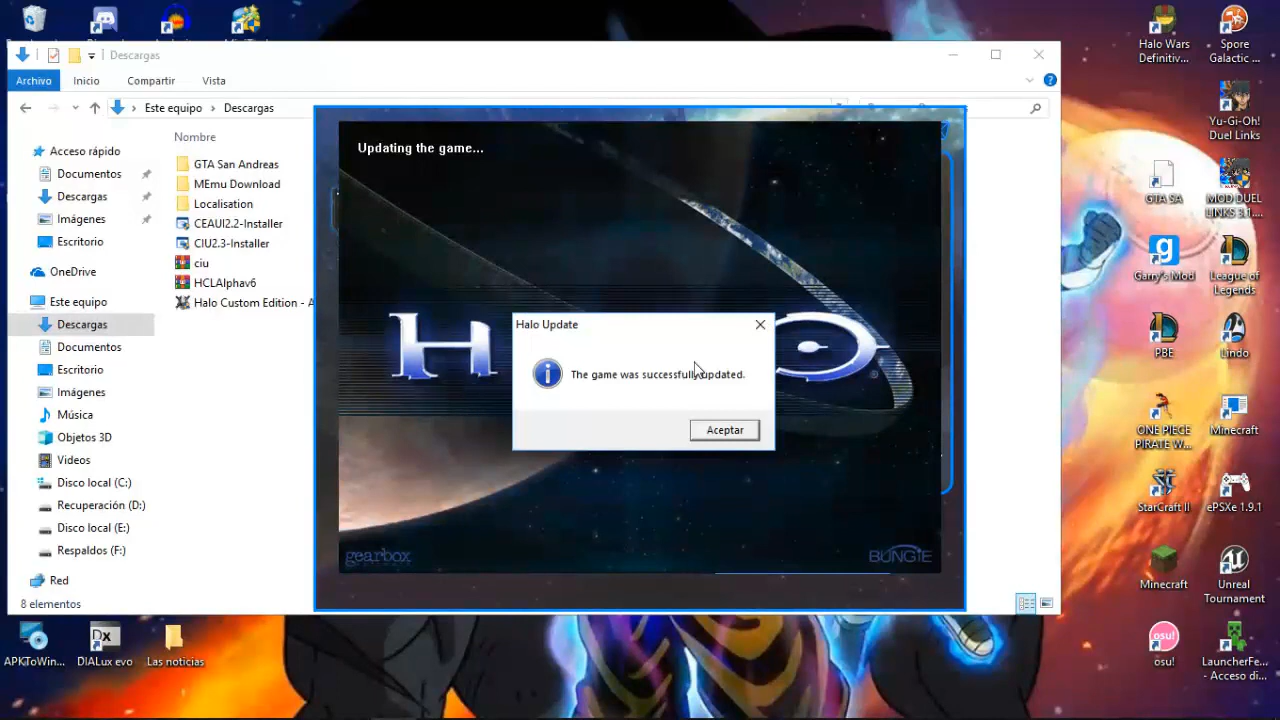 Halo Wars
Definitiv...
Spore
Galactic ...
Descargas
Archivo
Inicio
Compartir
Vista
Este equipo
Descargas
Nombre
Acceso rápido
Documentos
Descargas
Imágenes
Escritorio
OneDrive
Este equipo
Descargas
Documentos
Escritorio
Imágenes
Música
Objetos 3D
Videos
Disco local (C:)
Recuperación (D:)
Disco local (E:)
Respaldos (F:)
Red
8 elementos
GTA San Andreas
MEmu Download
Localisation
CEAUI2.2-Installer
CIU2.3-Installer
ciu
HCLAlphav6
Halo Custom Edition - A
Updating the game...
HALO
Halo Update
The game was successfully updated.
Aceptar
gearbox
BUNGIE
Yu-Gi-Oh!
Duel Links
GTA SA
MOD DUEL
LINKS 3.1....
Garry's Mod
League of
Legends
PBE
Lindo
ONE PIECE
PIRATE W...
Minecraft
StarCraft II
ePSXe 1.9.1
Minecraft
Unreal
Tournament
osu!
osu!
LauncherFe...
- Acceso di...
APKToWin...
Dx
DIALux evo
Las noticias